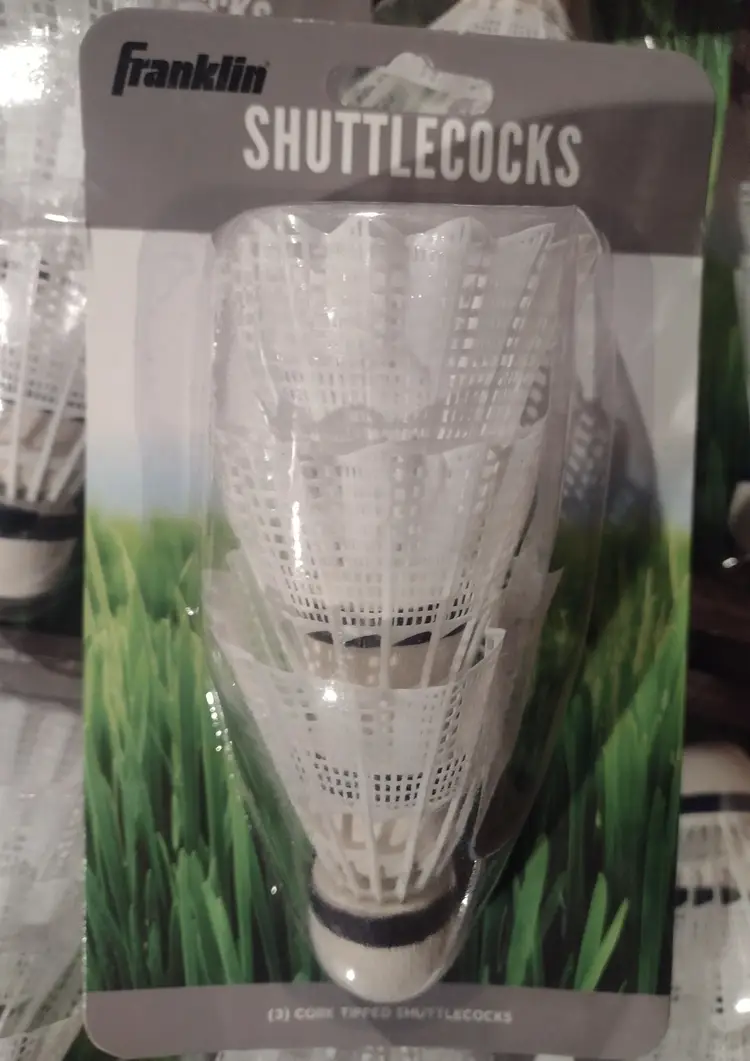 Franklin
SHUTTLECOCKS
(3) CORK TIPPED SHUTTLECOCKS